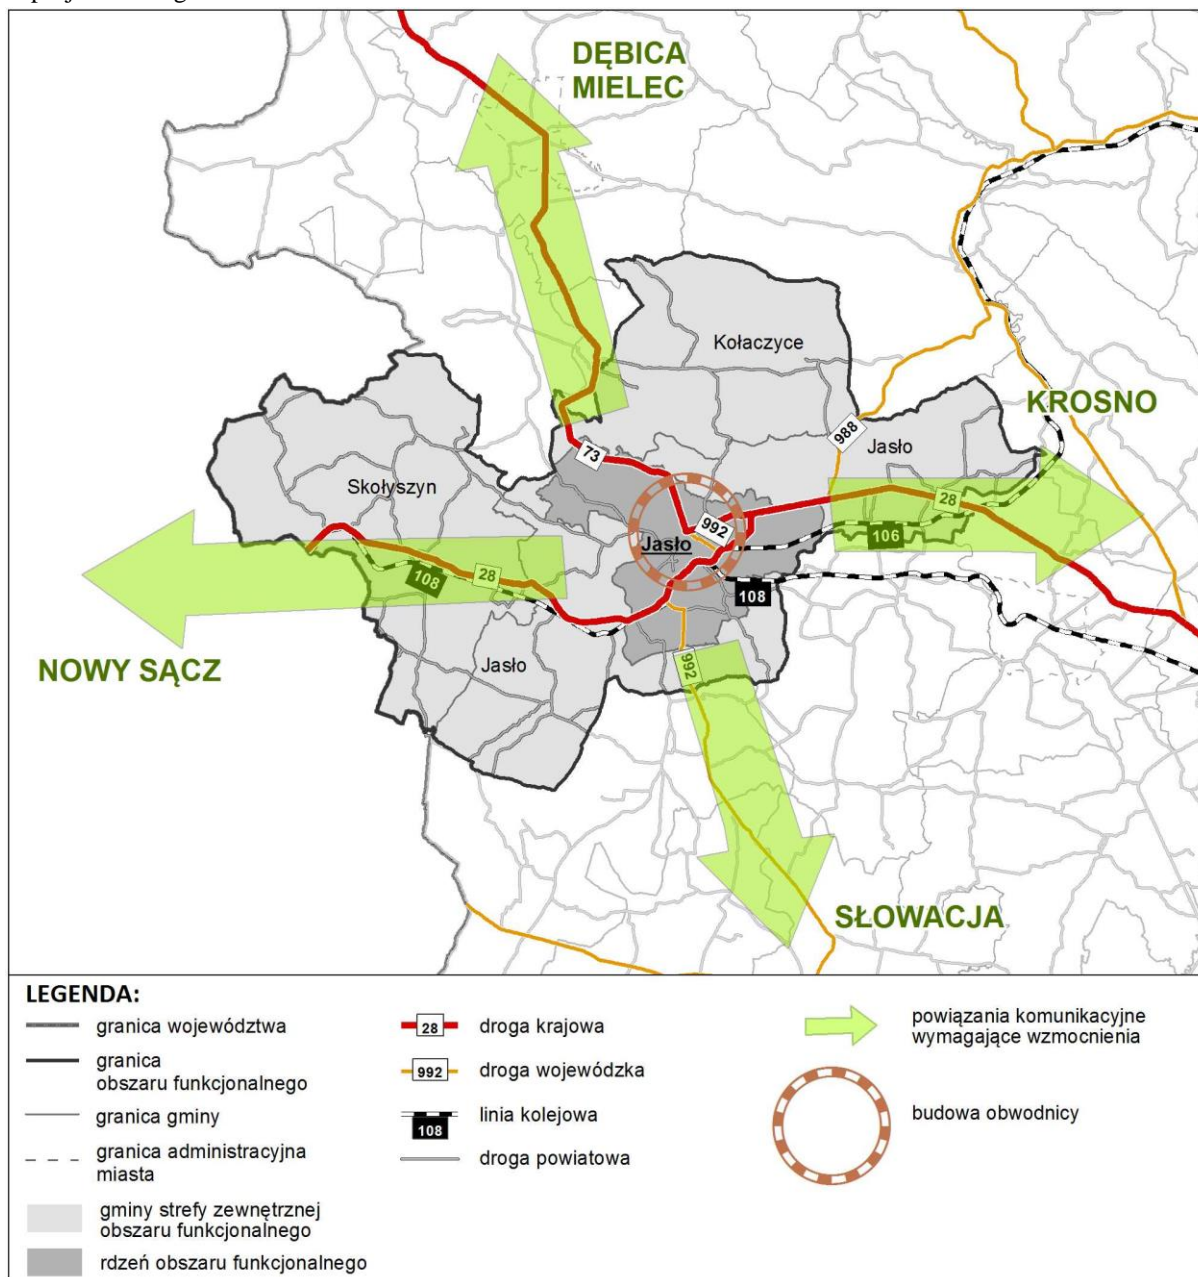 DĘBICA
MIELEC
Kołaczyce
KROSNO
988
Jasło
73
Skołyszyn
28
992
Jasło
106
28
108
108
NOWY SĄCZ
Jasło
992
SŁOWACJA
LEGENDA:
granica województwa
granica
obszaru funkcjonalnego
granica gminy
granica administracyjna
miasta
gminy strefy zewnętrznej
obszaru funkcjonalnego
rdzeń obszaru funkcjonalnego
28
droga krajowa
992
droga wojewódzka
linia kolejowa
108
droga powiatowa
powiązania komunikacyjne
wymagające wzmocnienia
budowa obwodnicy